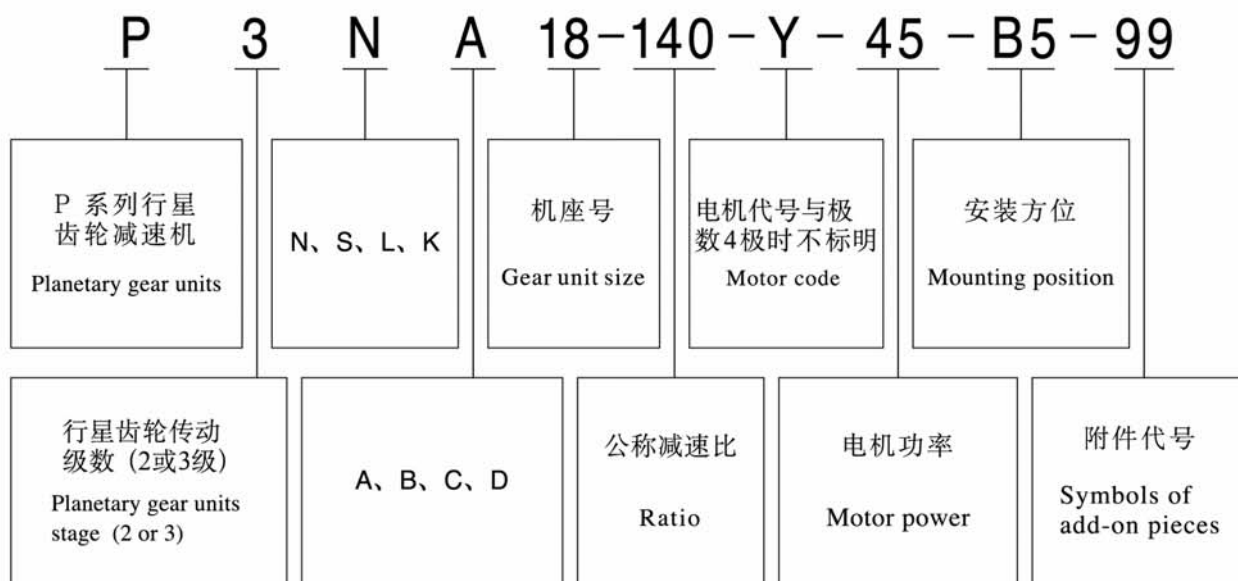 P 3 N A 18-140-Y-45-B5-99
P 系列行星
齿轮减速机
Planetary gear units
N、S、L、K
机座号
Gear unit size
电机代号与极
数4极时不标明
Motor code
安装方位
Mounting position
行星齿轮传动
级数 (2或3级)
Planetary gear units
stage (2 or 3)
A、B、C、D
公称减速比
Ratio
电机功率
Motor power
附件代号
Symbols of
add-on pieces